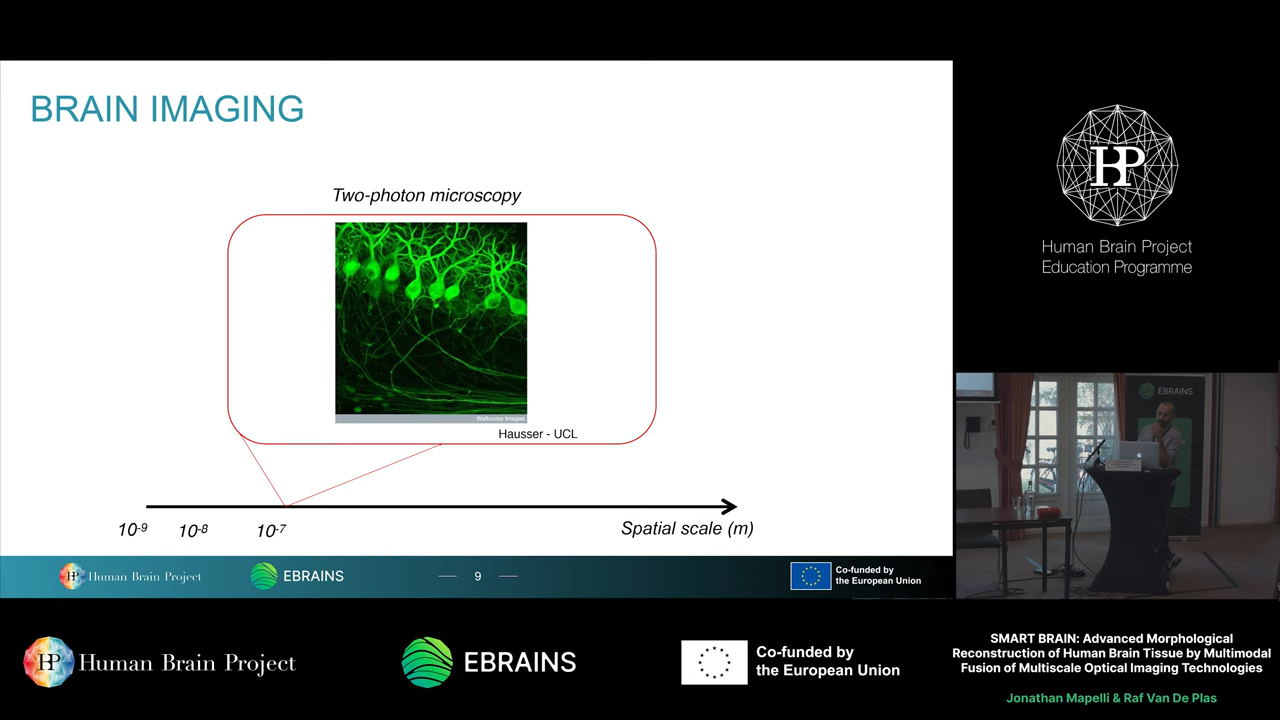 BRAIN IMAGING
Two-photon microscopy
Wellcome Images
Hausser - UCL
10-9
10-8
10-7
Spatial scale (m)
HP
Human Brain Project
EBRAINS
9
Co-funded by
the European Union
HP
Human Brain Project
Education Programme
EBRAINS
HP
Human Brain Project
EBRAINS
Co-funded by
the European Union
SMART BRAIN: Advanced Morphological
Reconstruction of Human Brain Tissue by Multimodal
Fusion of Multiscale Optical Imaging Technologies
Jonathan Mapelli & Raf Van De Plas